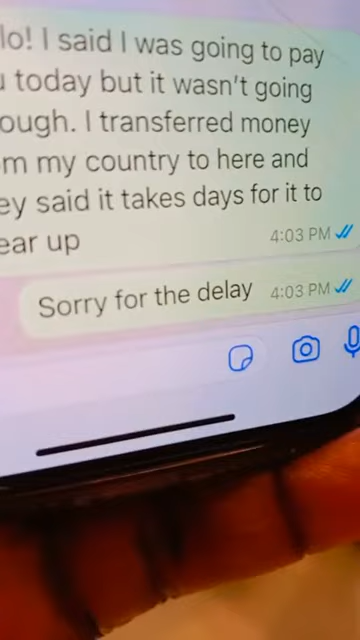 lo! I said I was going to pay
u today but it wasn't going
ough. I transferred money
om my country to here and
ey said it takes days for it to
ear up
4:03 PM
Sorry for the delay
4:03 PM